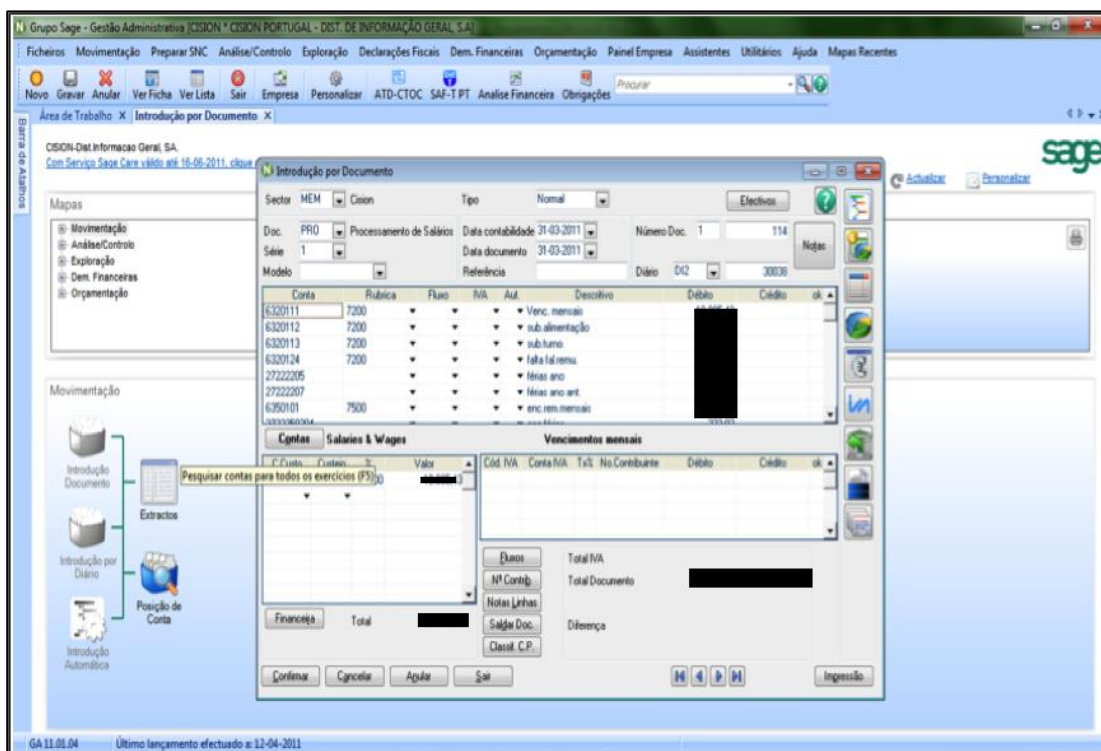 Grupo Sage - Gestão Administrativa [CISION * CISION PORTUGAL - DIST. DE INFORMAÇÃO GERAL, S.A]
Ficheiros Movimentação Preparar SNC Análise/Controlo Exploração Declarações Fiscais Dem. Financeiras Orçamentação Painel Empresa Assistentes Utilitários Ajuda Mapas Recentes
Novo Gravar Anular Ver Ficha Ver Lista Sair Empresa Personalizar ATD-CTOC SAF-T PT Analise Financeira Obrigações Procurar
Área de Trabalho X Introdução por Documento X
Barra de Atalhos
CISION-Dist.Informacao Geral, SA.
Com Serviço Sage Care válido até 16-08-2011, clique
sage
Actualizar Personalizar
Mapas
Movimentação
Análise/Controlo
Exploração
Dem. Financeiras
Orçamentação
Movimentação
Introdução Documento
Extractos
Introdução por Diário
Posição de Conta
Introdução Automática
Pesquisar contas para todos os exercícios (F5)
Introdução por Documento
Sector MEM Cision Tipo Normal Efectivos
Doc. PRO Processamento de Salários Data contabilidade 31-03-2011 Número Doc. 1 114 Notas
Série 1 Data documento 31-03-2011
Modelo Referência Diário DI2 30038
Conta Rubrica Fluxo IVA Aut. Descritivo Débito Crédito ok
6320111 7200 Venc. mensais
6320112 7200 sub.alimentação
6320113 7200 sub.turno
6320124 7200 falta fal.remu.
27222205 férias ano
27222207 férias ano ant.
6350101 7500 enc.rem.mensais
Contas Salaries & Wages Vencimentos mensais
C.Custo Custeio % Valor
Cód. IVA Conta IVA Tx% No.Contribuinte Débito Crédito ok
Fluxos Total IVA
Nº Contrib. Total Documento
Notas Linhas
Financeira Total
Saldar Doc. Diferença
Classif. C.P.
Confirmar Cancelar Anular Sair Impressão
GA 11.01.04 Último lançamento efectuado a: 12-04-2011